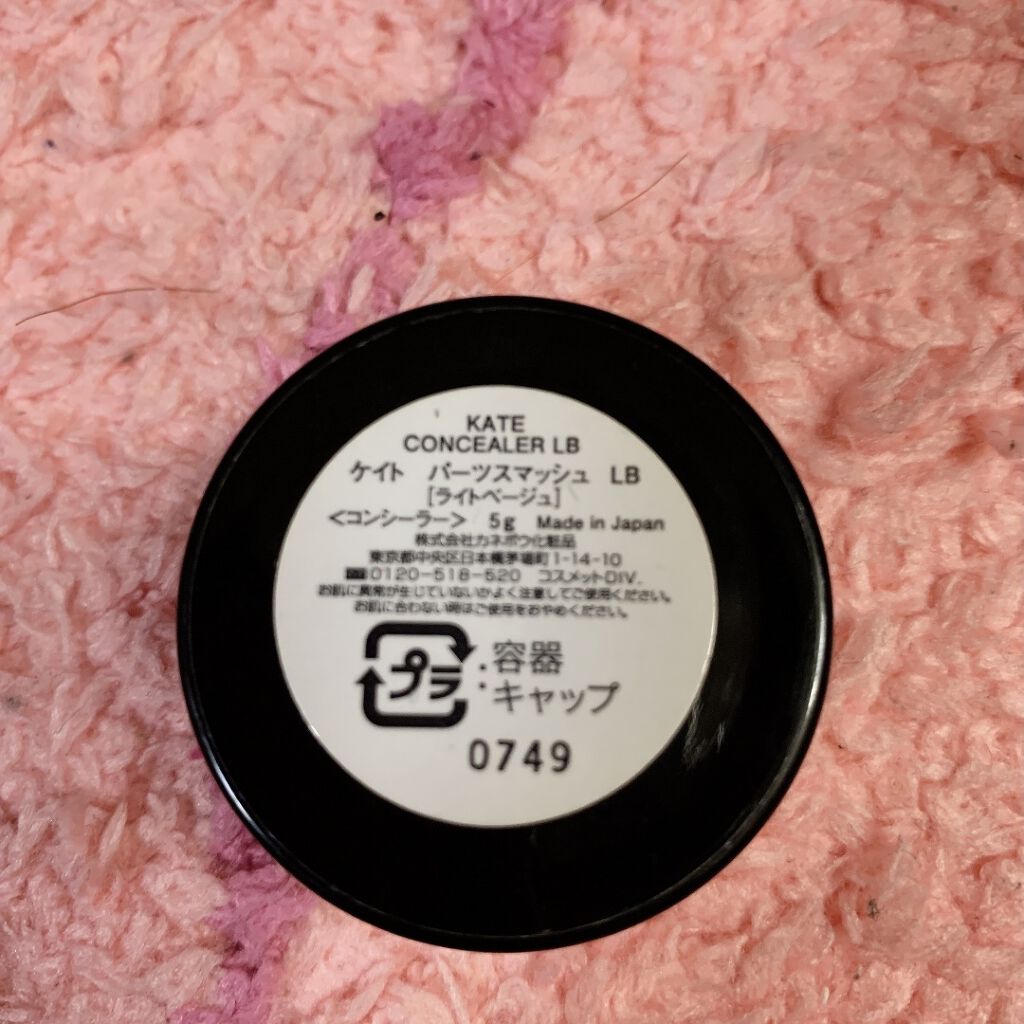 KATE
CONCEALER LB
ケイト パーツスマッシュ LB
[ライトベージュ]
<コンシーラー> 5g Made in Japan
株式会社カネボウ化粧品
東京都中央区日本橋茅場町1-14-10
0120-518-520 コスメットDIV.
お肌に異常が生じていないかよく注意してご使用ください。
お肌に合わない時はご使用をおやめください。
プラ :容器
:キャップ
0749